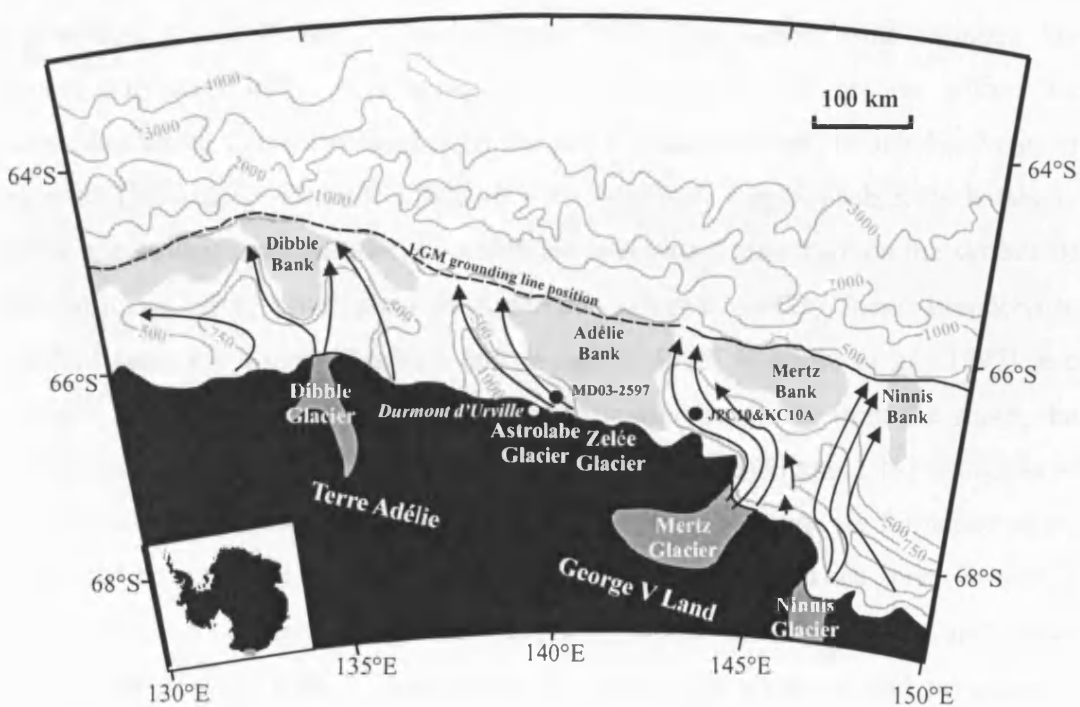 100 km
4000
3000
2000
1000
64°S
64°S
3000
2000
1000
500
LGM grounding line position
Dibble
Bank
500
750
500
500
1000
Adélie
Bank
Mertz
Bank
Ninnis
Bank
66°S
66°S
MD03-2597
JPC10&KC10A
Durmont d'Urville
Dibble
Glacier
Astrolabe
Glacier
Zelée
Glacier
Terre Adélie
Mertz
Glacier
George V Land
500
750
Ninnis
Glacier
68°S
68°S
130°E
135°E
140°E
145°E
150°E